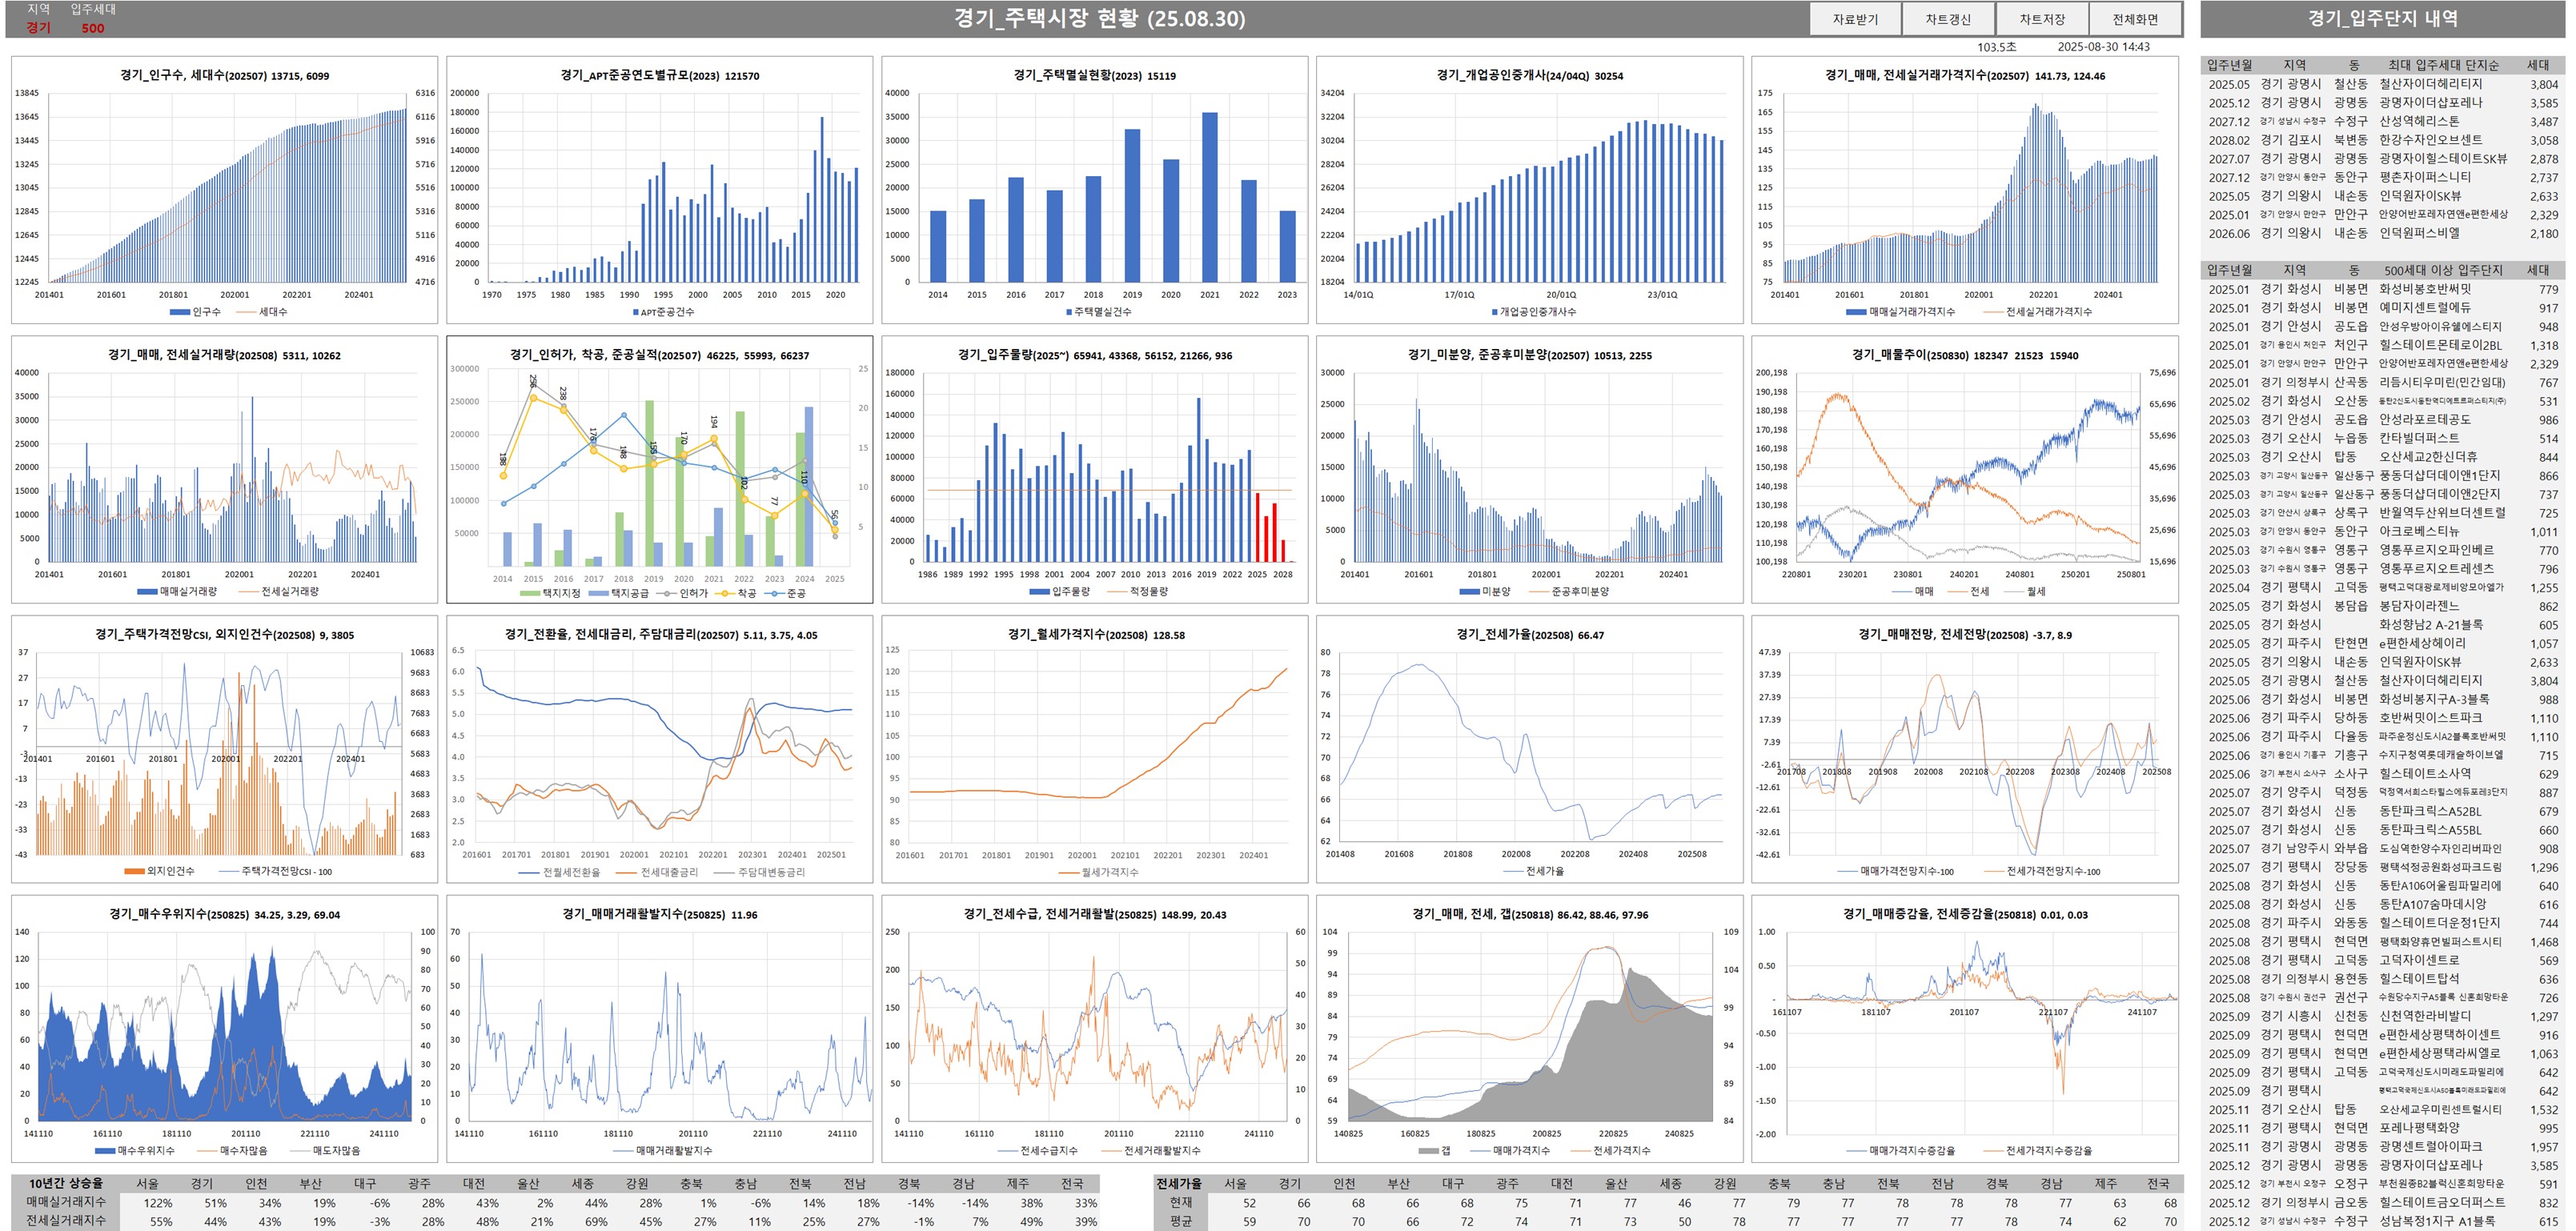 지역 입주세대
경기 500
경기_주택시장 현황 (25.08.30)
자료받기 차트갱신 차트저장 전체화면
103.5초 2025-08-30 14:43
경기_인구수, 세대수(202507) 13715, 6099
인구수 세대수
경기_APT준공연도별규모(2023) 121570
APT준공건수
경기_주택멸실현황(2023) 15119
주택멸실건수
경기_개업공인중개사(24/04Q) 30254
개업공인중개사수
경기_매매, 전세실거래가격지수(202507) 141.73, 124.46
매매실거래가격지수 전세실거래가격지수
경기_매매, 전세실거래량(202508) 5311, 10262
매매실거래량 전세실거래량
경기_인허가, 착공, 준공실적(202507) 46225, 55993, 66237
택지지정 택지공급 인허가 착공 준공
경기_입주물량(2025~) 65941, 43368, 56152, 21266, 936
입주물량 적정물량
경기_미분양, 준공후미분양(202507) 10513, 2255
미분양 준공후미분양
경기_매물추이(250830) 182347 21523 15940
매매 전세 월세
경기_주택가격전망CSI, 외지인건수(202508) 9, 3805
외지인건수 주택가격전망CSI - 100
경기_전환율, 전세대금리, 주담대금리(202507) 5.11, 3.75, 4.05
전월세전환율 전세대출금리 주담대변동금리
경기_월세가격지수(202508) 128.58
월세가격지수
경기_전세가율(202508) 66.47
전세가율
경기_매매전망, 전세전망(202508) -3.7, 8.9
매매가격전망지수-100 전세가격전망지수-100
경기_매수우위지수(250825) 34.25, 3.29, 69.04
매수우위지수 매수자많음 매도자많음
경기_매매거래활발지수(250825) 11.96
매매거래활발지수
경기_전세수급, 전세거래활발(250825) 148.99, 20.43
전세수급지수 전세거래활발지수
경기_매매, 전세, 갭(250818) 86.42, 88.46, 97.96
갭 매매가격지수 전세가격지수
경기_매매증감율, 전세증감율(250818) 0.01, 0.03
매매가격지수증감율 전세가격지수증감율
10년간 상승율 서울 경기 인천 부산 대구 광주 대전 울산 세종 강원 충북 충남 전북 전남 경북 경남 제주 전국
매매실거래지수 122% 51% 34% 19% -6% 28% 43% 2% 44% 28% 1% -6% 14% 18% -14% -14% 38% 33%
전세실거래지수 55% 44% 43% 19% -3% 28% 48% 21% 69% 45% 27% 11% 25% 27% -1% 7% 49% 39%
전세가율 서울 경기 인천 부산 대구 광주 대전 울산 세종 강원 충북 충남 전북 전남 경북 경남 제주 전국
현재 52 66 68 66 68 75 71 77 46 77 79 77 78 78 78 77 63 68
평균 59 70 70 66 72 74 71 73 50 78 77 77 77 77 78 74 62 70
경기_입주단지 내역
입주년월 지역 동 최대 입주세대 단지순 세대
2025.05 경기 광명시 철산동 철산자이더헤리티지 3,804
2025.12 경기 광명시 광명동 광명자이더샵포레나 3,585
2027.12 경기 성남시 수정구 수정구 산성역헤리스톤 3,487
2028.02 경기 김포시 북변동 한강수자인오브센트 3,058
2027.07 경기 광명시 광명동 광명자이힐스테이트SK뷰 2,878
2027.12 경기 안양시 동안구 동안구 평촌자이퍼스니티 2,737
2025.05 경기 의왕시 내손동 인덕원자이SK뷰 2,633
2025.01 경기 안양시 만안구 만안구 안양어반포레자연앤e편한세상 2,329
2026.06 경기 의왕시 내손동 인덕원퍼스비엘 2,180
입주년월 지역 동 500세대 이상 입주단지 세대
2025.01 경기 화성시 비봉면 화성비봉호반써밋 779
2025.01 경기 화성시 비봉면 예미지센트럴에듀 917
2025.01 경기 안성시 공도읍 안성우방아이유쉘에스티지 948
2025.01 경기 용인시 처인구 처인구 힐스테이트몬테로이2BL 1,318
2025.01 경기 안양시 만안구 만안구 안양어반포레자연앤e편한세상 2,329
2025.01 경기 의정부시 산곡동 리듬시티우미린(민간임대) 767
2025.02 경기 화성시 오산동 531
2025.03 경기 안성시 공도읍 안성라포르테공도 986
2025.03 경기 오산시 누읍동 칸타빌더퍼스트 514
2025.03 경기 오산시 탑동 오산세교2한신더휴 844
2025.03 경기 고양시 일산동구 일산동구 풍동더샵더데이앤1단지 866
2025.03 경기 고양시 일산동구 일산동구 풍동더샵더데이앤2단지 737
2025.03 경기 안산시 상록구 상록구 반월역두산위브더센트럴 725
2025.03 경기 안양시 동안구 동안구 아크로베스티뉴 1,011
2025.03 경기 수원시 영통구 영통구 영통푸르지오파인베르 770
2025.03 경기 수원시 영통구 영통구 영통푸르지오트레센츠 796
2025.04 경기 평택시 고덕동 평택고덕대광로제비앙모아엘가 1,255
2025.05 경기 화성시 봉담읍 봉담자이라젠느 862
2025.05 경기 화성시 화성향남2 A-21블록 605
2025.05 경기 파주시 탄현면 e편한세상헤이리 1,057
2025.05 경기 의왕시 내손동 인덕원자이SK뷰 2,633
2025.05 경기 광명시 철산동 철산자이더헤리티지 3,804
2025.06 경기 화성시 비봉면 화성비봉지구A-3블록 988
2025.06 경기 파주시 당하동 호반써밋이스트파크 1,110
2025.06 경기 파주시 다율동 파주운정신도시A2블록호반써밋 1,110
2025.06 경기 용인시 기흥구 기흥구 수지구청역롯데캐슬하이브엘 715
2025.06 경기 부천시 소사구 소사구 힐스테이트소사역 629
2025.07 경기 양주시 덕정동 덕정역서희스타힐스에듀포레3단지 887
2025.07 경기 화성시 신동 동탄파크릭스A52BL 679
2025.07 경기 화성시 신동 동탄파크릭스A55BL 660
2025.07 경기 남양주시 와부읍 도심역한양수자인리버파인 908
2025.07 경기 평택시 장당동 평택석정공원화성파크드림 1,296
2025.08 경기 화성시 신동 동탄A106어울림파밀리에 640
2025.08 경기 화성시 신동 동탄A107숨마데시앙 616
2025.08 경기 파주시 와동동 힐스테이트더운정1단지 744
2025.08 경기 평택시 현덕면 평택화양휴먼빌퍼스트시티 1,468
2025.08 경기 평택시 고덕동 고덕자이센트로 569
2025.08 경기 의정부시 용현동 힐스테이트탑석 636
2025.08 경기 수원시 권선구 권선구 수원당수지구A5블록 신혼희망타운 726
2025.09 경기 시흥시 신천동 신천역한라비발디 1,297
2025.09 경기 평택시 현덕면 e편한세상평택하이센트 916
2025.09 경기 평택시 현덕면 e편한세상평택라씨엘로 1,063
2025.09 경기 평택시 고덕동 고덕국제신도시미래도파밀리에 642
2025.09 경기 평택시 642
2025.11 경기 오산시 탑동 오산세교우미린센트럴시티 1,532
2025.11 경기 평택시 현덕면 포레나평택화양 995
2025.11 경기 광명시 광명동 광명센트럴아이파크 1,957
2025.12 경기 광명시 광명동 광명자이더샵포레나 3,585
2025.12 경기 부천시 오정구 오정구 부천원종B2블럭신혼희망타운 591
2025.12 경기 의정부시 금오동 힐스테이트금오더퍼스트 832
2025.12 경기 성남시 수정구 수정구 성남복정1지구 A1블록 612